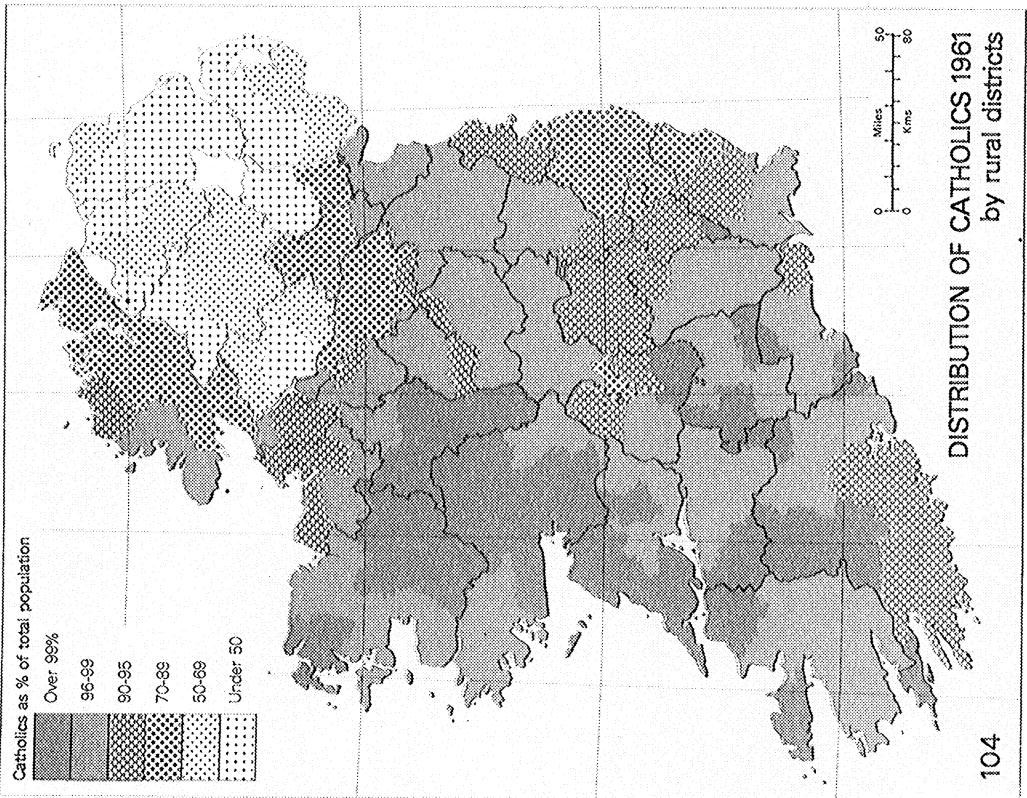 Catholics as % of total population
Over 99%
96-99
90-95
70-89
50-69
Under 50
Miles
0 50
0 80
Kms
DISTRIBUTION OF CATHOLICS 1961
by rural districts
104